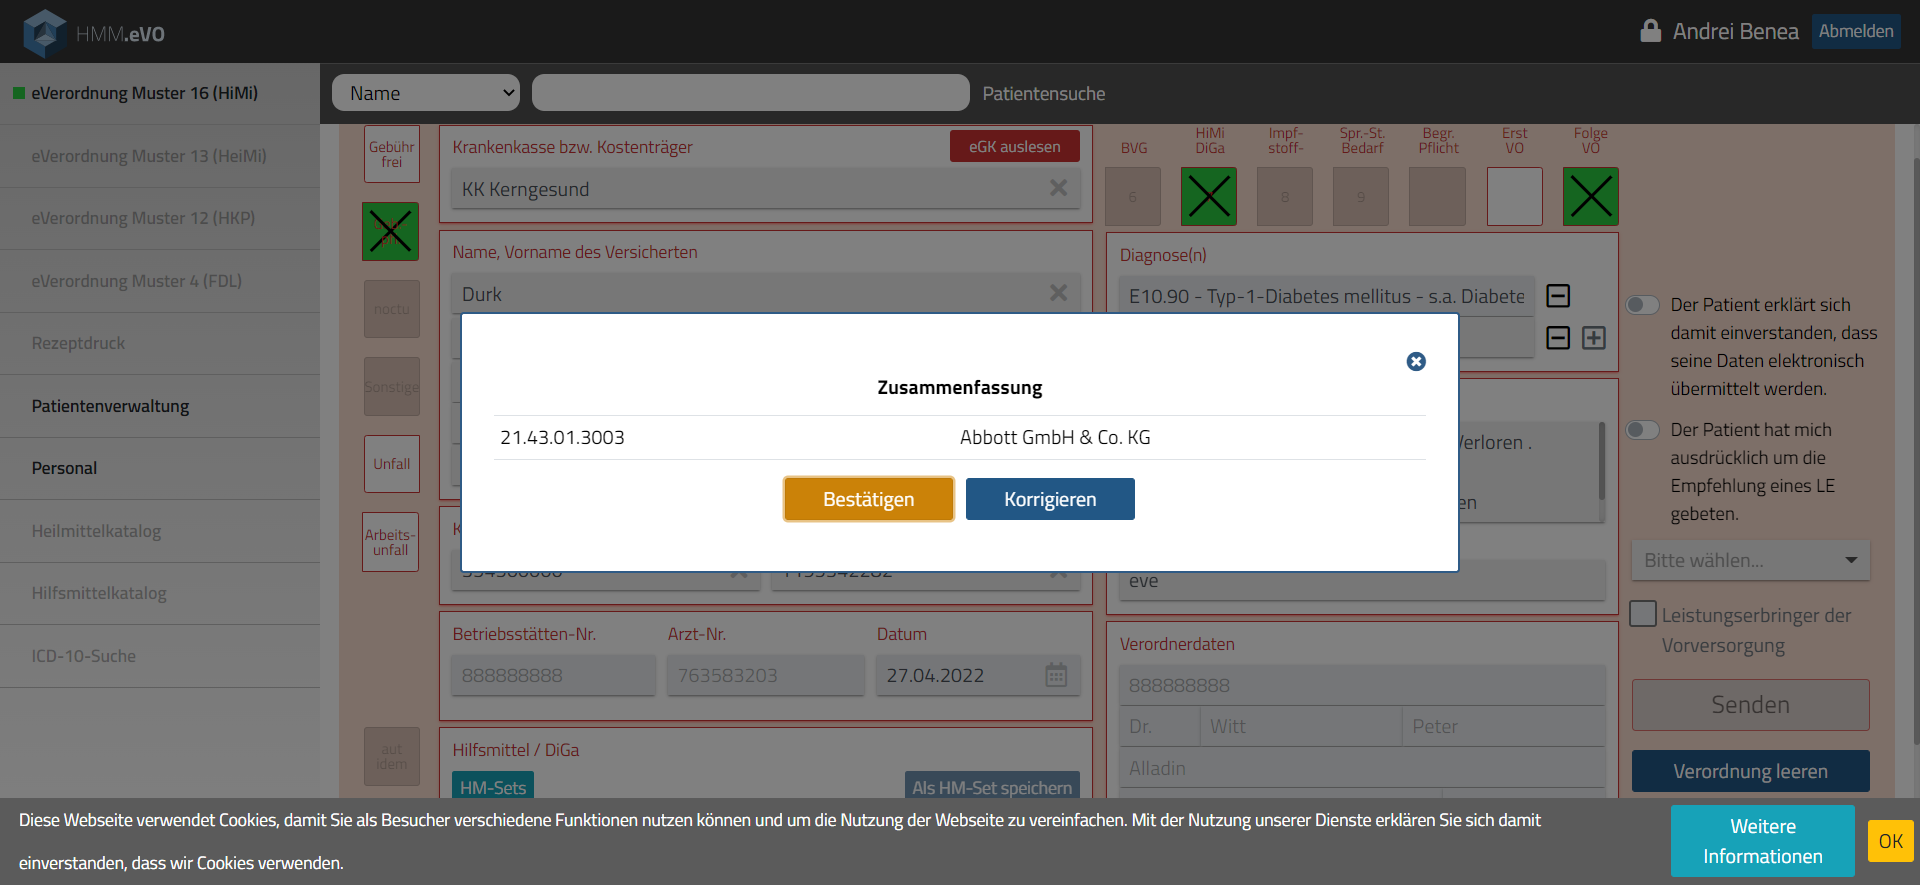 HMM.eVO
Andrei Benea
Abmelden
eVerordnung Muster 16 (HiMi)
eVerordnung Muster 13 (HeiMi)
eVerordnung Muster 12 (HKP)
eVerordnung Muster 4 (FDL)
Rezeptdruck
Patientenverwaltung
Personal
Heilmittelkatalog
Hilfsmittelkatalog
ICD-10-Suche
Name
Patientensuche
Gebühr
frei
noctu
Sonstige
Unfall
Arbeits-
unfall
aut
idem
Krankenkasse bzw. Kostenträger
eGK auslesen
KK Kerngesund
Name, Vorname des Versicherten
Durk
BVG
HiMi
DiGa
Impf-
stoff-
Spr.-St.
Bedarf
Begr.
Pflicht
Erst
VO
Folge
VO
6
8
9
Diagnose(n)
E10.90 - Typ-1-Diabetes mellitus - s.a. Diabete
Zusammenfassung
21.43.01.3003
Abbott GmbH & Co. KG
Bestätigen
Korrigieren
Verloren .
en
eve
K
Betriebsstätten-Nr.
Arzt-Nr.
Datum
888888888
763583203
27.04.2022
Hilfsmittel / DiGa
HM-Sets
Als HM-Set speichern
Verordnerdaten
888888888
Dr.
Witt
Peter
Alladin
Der Patient erklärt sich
damit einverstanden, dass
seine Daten elektronisch
übermittelt werden.
Der Patient hat mich
ausdrücklich um die
Empfehlung eines LE
gebeten.
Bitte wählen...
Leistungserbringer der
Vorversorgung
Senden
Verordnung leeren
Diese Webseite verwendet Cookies, damit Sie als Besucher verschiedene Funktionen nutzen können und um die Nutzung der Webseite zu vereinfachen. Mit der Nutzung unserer Dienste erklären Sie sich damit
einverstanden, dass wir Cookies verwenden.
Weitere
Informationen
OK